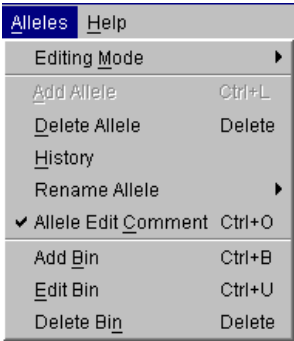 Alleles Help
Editing Mode
Add Allele Ctrl+L
Delete Allele Delete
History
Rename Allele
Allele Edit Comment Ctrl+O
Add Bin Ctrl+B
Edit Bin Ctrl+U
Delete Bin Delete